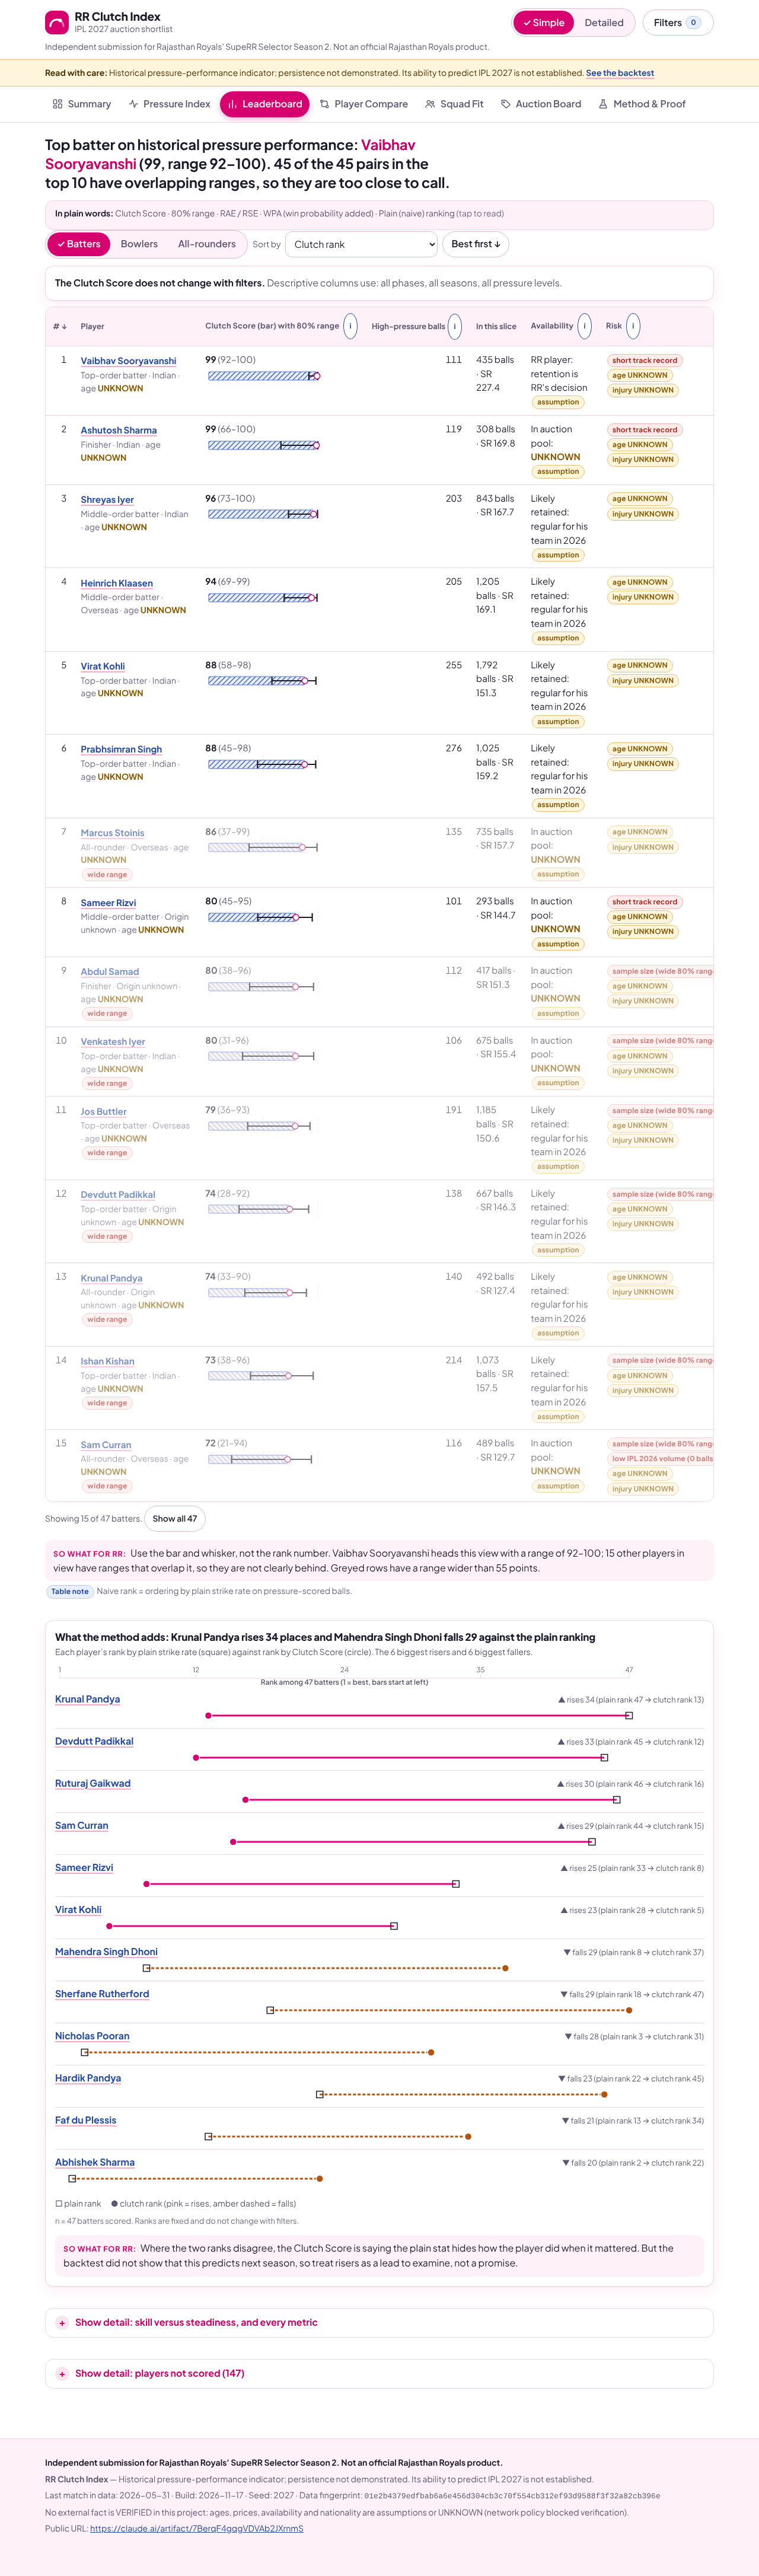 RR Clutch Index
IPL 2027 auction shortlist
✓ Simple Detailed Filters 0
Independent submission for Rajasthan Royals' SupeRR Selector Season 2. Not an official Rajasthan Royals product.
Read with care: Historical pressure-performance indicator; persistence not demonstrated. Its ability to predict IPL 2027 is not established. See the backtest
Summary Pressure Index Leaderboard Player Compare Squad Fit Auction Board Method & Proof
Top batter on historical pressure performance: Vaibhav
Sooryavanshi (99, range 92–100). 45 of the 45 pairs in the
top 10 have overlapping ranges, so they are too close to call.
In plain words: Clutch Score · 80% range · RAE / RSE · WPA (win probability added) · Plain (naive) ranking (tap to read)
✓ Batters Bowlers All-rounders Sort by Clutch rank Best first ↓
The Clutch Score does not change with filters. Descriptive columns use: all phases, all seasons, all pressure levels.
# ↓ Player Clutch Score (bar) with 80% range i High-pressure balls i In this slice Availability i Risk i
1 Vaibhav Sooryavanshi 99 (92–100) 111 435 balls RR player: short track record
Top-order batter · Indian · · SR retention is age UNKNOWN
age UNKNOWN 227.4 RR's decision injury UNKNOWN
assumption
2 Ashutosh Sharma 99 (66–100) 119 308 balls In auction short track record
Finisher · Indian · age · SR 169.8 pool: age UNKNOWN
UNKNOWN UNKNOWN injury UNKNOWN
assumption
3 Shreyas Iyer 96 (73–100) 203 843 balls Likely age UNKNOWN
Middle-order batter · Indian · SR 167.7 retained: injury UNKNOWN
· age UNKNOWN regular for his
team in 2026
assumption
4 Heinrich Klaasen 94 (69–99) 205 1,205 Likely age UNKNOWN
Middle-order batter · balls · SR retained: injury UNKNOWN
Overseas · age UNKNOWN 169.1 regular for his
team in 2026
assumption
5 Virat Kohli 88 (58–98) 255 1,792 Likely age UNKNOWN
Top-order batter · Indian · balls · SR retained: injury UNKNOWN
age UNKNOWN 151.3 regular for his
team in 2026
assumption
6 Prabhsimran Singh 88 (45–98) 276 1,025 Likely age UNKNOWN
Top-order batter · Indian · balls · SR retained: injury UNKNOWN
age UNKNOWN 159.2 regular for his
team in 2026
assumption
7 Marcus Stoinis 86 (37–99) 135 735 balls In auction age UNKNOWN
All-rounder · Overseas · age · SR 157.7 pool: injury UNKNOWN
UNKNOWN UNKNOWN
wide range assumption
8 Sameer Rizvi 80 (45–95) 101 293 balls In auction short track record
Middle-order batter · Origin · SR 144.7 pool: age UNKNOWN
unknown · age UNKNOWN UNKNOWN injury UNKNOWN
assumption
9 Abdul Samad 80 (38–96) 112 417 balls · In auction sample size (wide 80% range
Finisher · Origin unknown · SR 151.3 pool: age UNKNOWN
age UNKNOWN UNKNOWN injury UNKNOWN
wide range assumption
10 Venkatesh Iyer 80 (31–96) 106 675 balls In auction sample size (wide 80% range
Top-order batter · Indian · · SR 155.4 pool: age UNKNOWN
age UNKNOWN UNKNOWN injury UNKNOWN
wide range assumption
11 Jos Buttler 79 (36–93) 191 1,185 Likely sample size (wide 80% range
Top-order batter · Overseas balls · SR retained: age UNKNOWN
· age UNKNOWN 150.6 regular for his injury UNKNOWN
wide range team in 2026
assumption
12 Devdutt Padikkal 74 (28–92) 138 667 balls Likely sample size (wide 80% range
Top-order batter · Origin · SR 146.3 retained: age UNKNOWN
unknown · age UNKNOWN regular for his injury UNKNOWN
wide range team in 2026
assumption
13 Krunal Pandya 74 (33–90) 140 492 balls Likely age UNKNOWN
All-rounder · Origin · SR 127.4 retained: injury UNKNOWN
unknown · age UNKNOWN regular for his
wide range team in 2026
assumption
14 Ishan Kishan 73 (38–96) 214 1,073 Likely sample size (wide 80% range
Top-order batter · Indian · balls · SR retained: age UNKNOWN
age UNKNOWN 157.5 regular for his injury UNKNOWN
wide range team in 2026
assumption
15 Sam Curran 72 (21–94) 116 489 balls In auction sample size (wide 80% range
All-rounder · Overseas · age · SR 129.7 pool: low IPL 2026 volume (0 balls
UNKNOWN UNKNOWN age UNKNOWN
wide range assumption injury UNKNOWN
Showing 15 of 47 batters. Show all 47
SO WHAT FOR RR: Use the bar and whisker, not the rank number. Vaibhav Sooryavanshi heads this view with a range of 92–100; 15 other players in
view have ranges that overlap it, so they are not clearly behind. Greyed rows have a range wider than 55 points.
Table note Naive rank = ordering by plain strike rate on pressure-scored balls.
What the method adds: Krunal Pandya rises 34 places and Mahendra Singh Dhoni falls 29 against the plain ranking
Each player's rank by plain strike rate (square) against rank by Clutch Score (circle). The 6 biggest risers and 6 biggest fallers.
1 12 24 35 47
Rank among 47 batters (1 = best, bars start at left)
Krunal Pandya ▲ rises 34 (plain rank 47 → clutch rank 13)
Devdutt Padikkal ▲ rises 33 (plain rank 45 → clutch rank 12)
Ruturaj Gaikwad ▲ rises 30 (plain rank 46 → clutch rank 16)
Sam Curran ▲ rises 29 (plain rank 44 → clutch rank 15)
Sameer Rizvi ▲ rises 25 (plain rank 33 → clutch rank 8)
Virat Kohli ▲ rises 23 (plain rank 28 → clutch rank 5)
Mahendra Singh Dhoni ▼ falls 29 (plain rank 8 → clutch rank 37)
Sherfane Rutherford ▼ falls 29 (plain rank 18 → clutch rank 47)
Nicholas Pooran ▼ falls 28 (plain rank 3 → clutch rank 31)
Hardik Pandya ▼ falls 23 (plain rank 22 → clutch rank 45)
Faf du Plessis ▼ falls 21 (plain rank 13 → clutch rank 34)
Abhishek Sharma ▼ falls 20 (plain rank 2 → clutch rank 22)
□ plain rank ● clutch rank (pink = rises, amber dashed = falls)
n = 47 batters scored. Ranks are fixed and do not change with filters.
SO WHAT FOR RR: Where the two ranks disagree, the Clutch Score is saying the plain stat hides how the player did when it mattered. But the
backtest did not show that this predicts next season, so treat risers as a lead to examine, not a promise.
+ Show detail: skill versus steadiness, and every metric
+ Show detail: players not scored (147)
Independent submission for Rajasthan Royals' SupeRR Selector Season 2. Not an official Rajasthan Royals product.
RR Clutch Index — Historical pressure-performance indicator; persistence not demonstrated. Its ability to predict IPL 2027 is not established.
Last match in data: 2026-05-31 · Build: 2026-11-17 · Seed: 2027 · Data fingerprint: 01e2b4379edfbab6a6e456d304cb3c70f554cb312ef93d9588f3f32a82cb396e
No external fact is VERIFIED in this project: ages, prices, availability and nationality are assumptions or UNKNOWN (network policy blocked verification).
Public URL: https://claude.ai/artifact/7BerqF4gqgVDVAb2JXrnmS